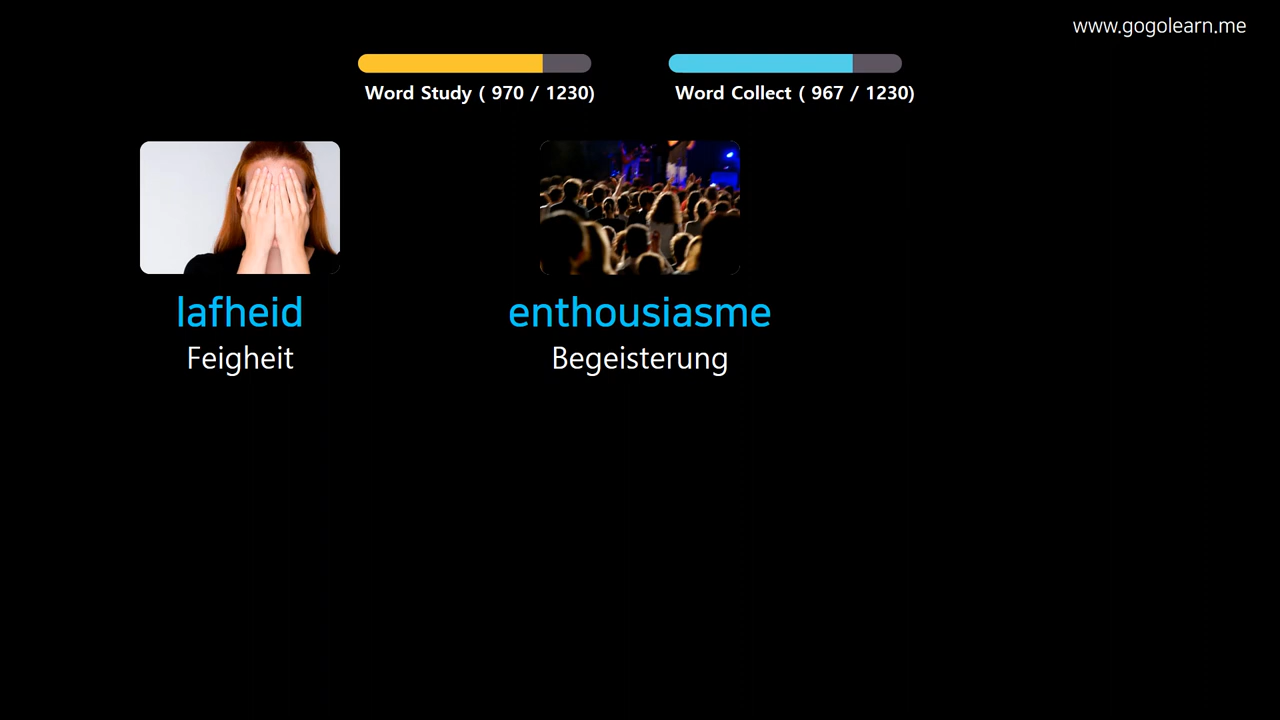 www.gogolearn.me
Word Study ( 970 / 1230)
Word Collect ( 967 / 1230)
lafheid
Feigheit
enthousiasme
Begeisterung